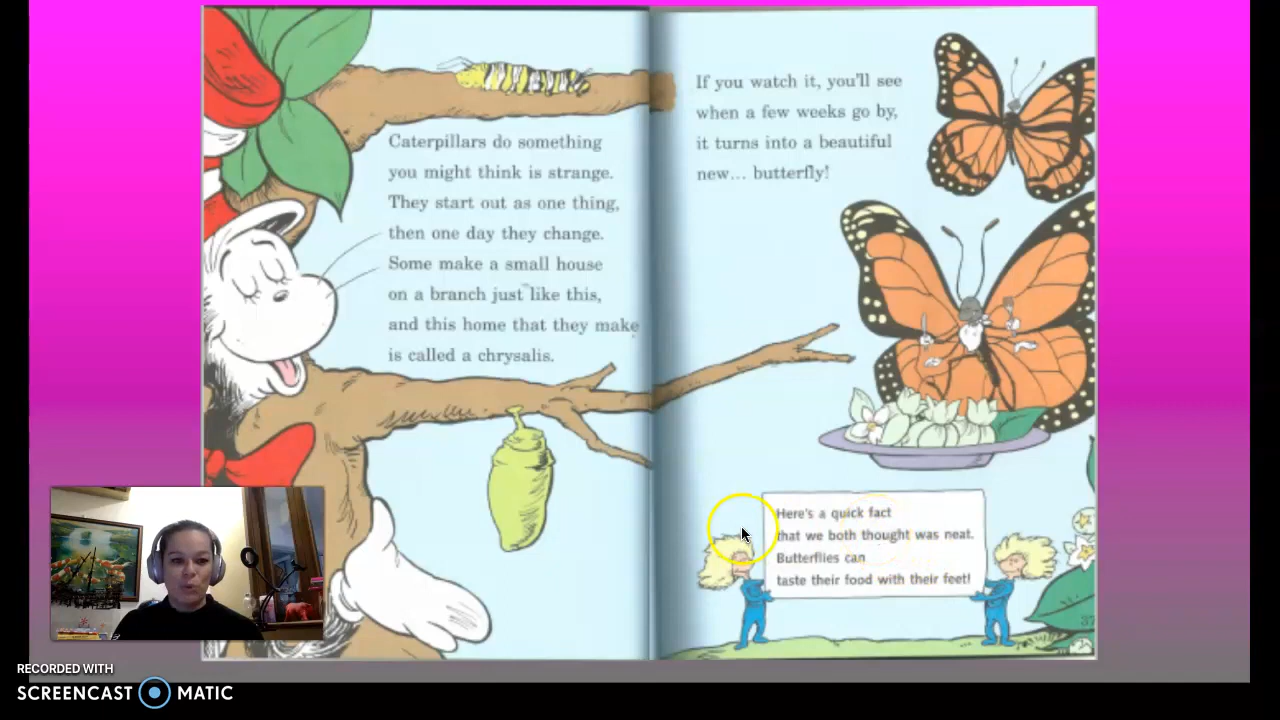 Caterpillars do something
you might think is strange.
They start out as one thing,
then one day they change.
Some make a small house
on a branch just like this,
and this home that they make
is called a chrysalis.
If you watch it, you'll see
when a few weeks go by,
it turns into a beautiful
new... butterfly!
Here's a quick fact
that we both thought was neat.
Butterflies can
taste their food with their feet!
37
RECORDED WITH
SCREENCAST MATIC